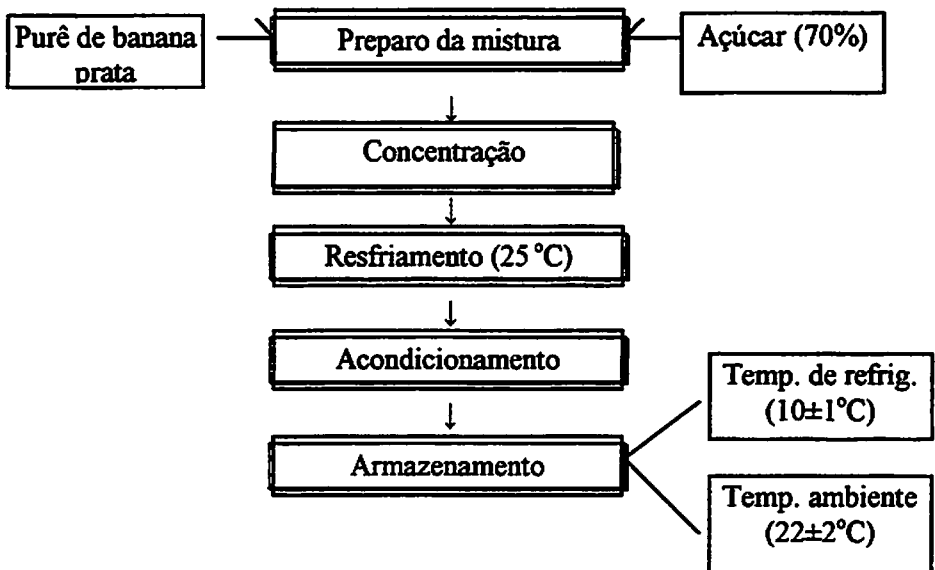 Purê de banana
prata
Preparo da mistura
Açúcar (70%)
Concentração
Resfriamento (25 °C)
Acondicionamento
Armazenamento
Temp. de refrig.
(10±1°C)
Temp. ambiente
(22±2°C)